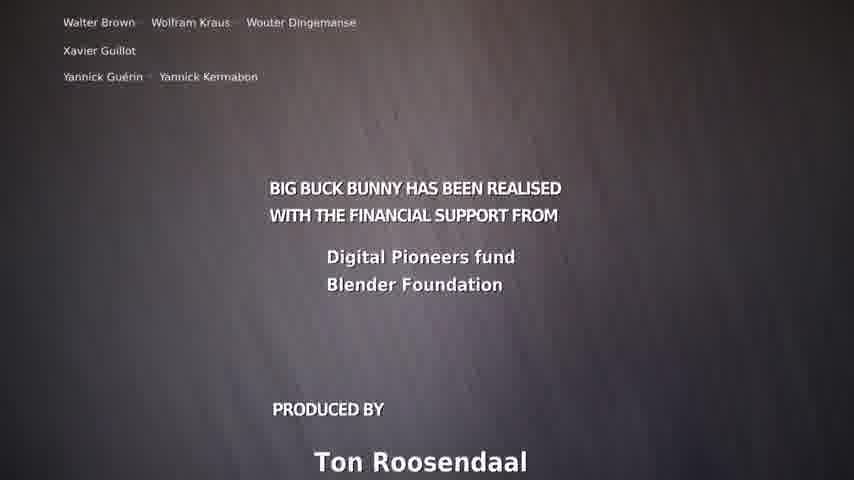 Walter Brown Wolfram Kraus Wouter Dingemanse
Xavier Guillot
Yannick Guérin Yannick Kermabon
BIG BUCK BUNNY HAS BEEN REALISED
WITH THE FINANCIAL SUPPORT FROM
Digital Pioneers fund
Blender Foundation
PRODUCED BY
Ton Roosendaal